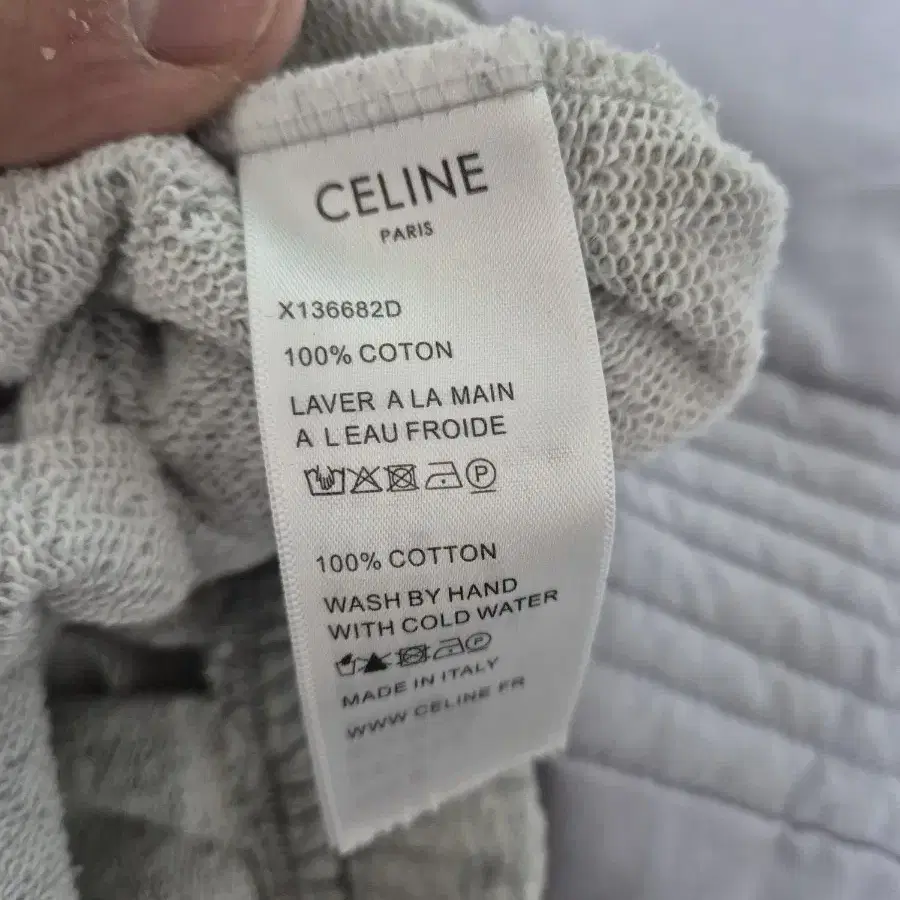 CELINE
PARIS
X136682D
100% COTON
LAVER A LA MAIN
A L EAU FROIDE
P
100% COTTON
WASH BY HAND
WITH COLD WATER
P
MADE IN ITALY
WWW CELINE FR